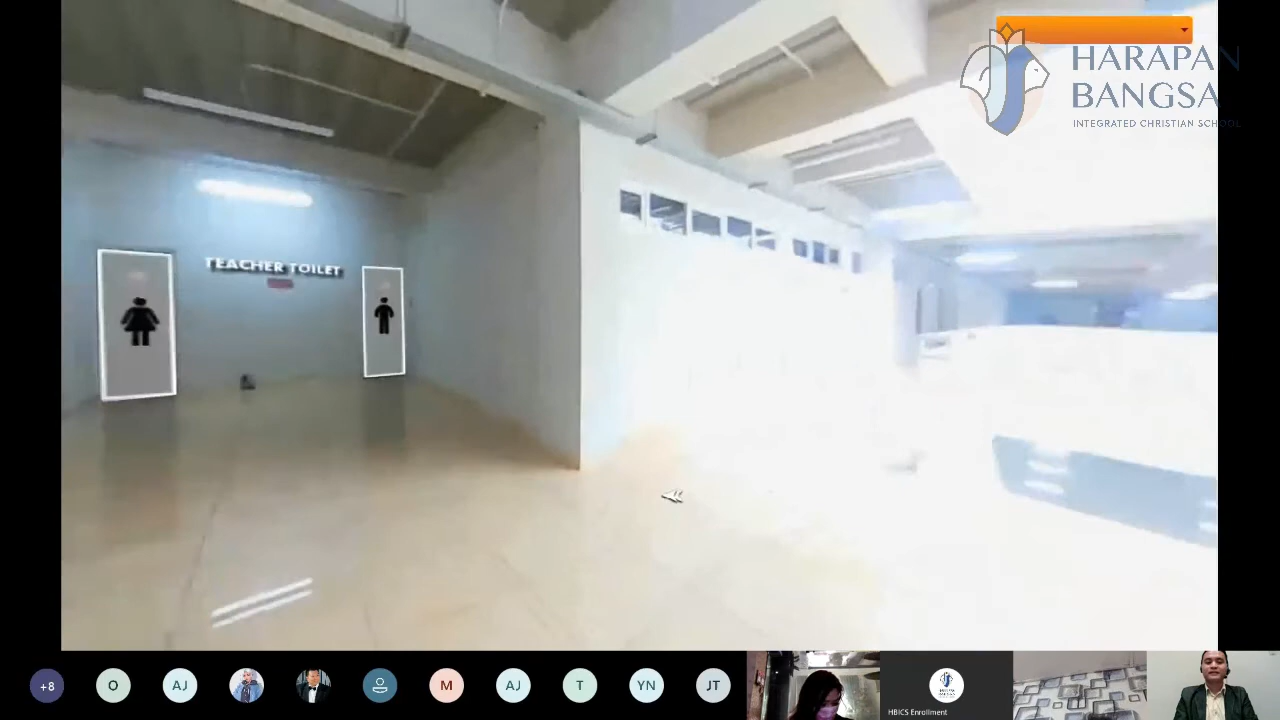 HARAPAN
BANGSA
INTEGRATED CHRISTIAN SCHOOL
TEACHER TOILET
+8
O
AJ
M
AJ
T
YN
JT
HBICS Enrollment